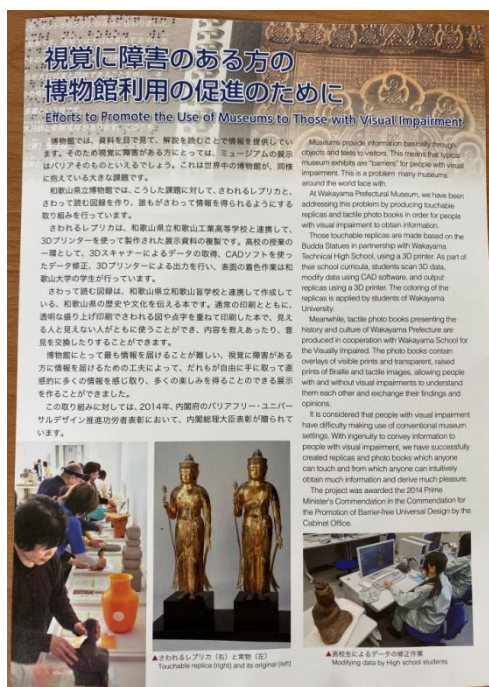 視覚に障害のある方の
博物館利用の促進のために
Efforts to Promote the Use of Museums to Those with Visual Impairment
博物館では、資料を目で見て、解説を読むことで情報を提供してい
ます。そのため視覚に障害がある方にとっては、ミュージアムの展示
はバリアそのものといえるでしょう。これは世界中の博物館が、同様
に抱えている大きな課題です。
和歌山県立博物館では、こうした課題に対して、さわれるレプリカと、
さわって読む図録を作り、誰もがさわって情報を得られるようにする
取り組みを行っています。
さわれるレプリカは、和歌山県立和歌山工業高等学校と連携して、
3Dプリンターを使って製作された展示資料の複製です。高校の授業の
一環として、3Dスキャナーによるデータの取得、CADソフトを使っ
たデータ修正、3Dプリンターによる出力を行い、表面の着色作業は和
歌山大学の学生が行っています。
さわって読む図録は、和歌山県立和歌山盲学校と連携して作成して
いる、和歌山県の歴史や文化を伝える本です。通常の印刷とともに、
透明な盛り上げ印刷でさわれる図や点字を重ねて印刷した本で、見え
る人と見えない人がともに使うことができ、内容を教えあったり、意
見を交換したりすることができます。
博物館にとって最も情報を届けることが難しい、視覚に障害がある
方に情報を届けるための工夫によって、だれもが自由に手に取って直
感的に多くの情報を感じ取り、多くの楽しみを得ることのできる展示
を作ることができました。
この取り組みに対しては、2014年、内閣府のバリアフリー・ユニバー
サルデザイン推進功労者表彰において、内閣総理大臣表彰が贈られて
います。
Museums provide information basically through
objects and texts to visitors. This means that typical
museum exhibits are "barriers" for people with visual
impairment. This is a problem many museums
around the world face with.
At Wakayama Prefectural Museum, we have been
addressing this problem by producing touchable
replicas and tactile photo books in order for people
with visual impairment to obtain information.
Those touchable replicas are made based on the
Budda Statues in partnership with Wakayama
Technical High School, using a 3D printer. As part of
their school curricula, students scan 3D data,
modify data using CAD software, and output
replicas using a 3D printer. The coloring of the
replicas is applied by students of Wakayama
University.
Meanwhile, tactile photo books presenting the
history and culture of Wakayama Prefecture are
produced in cooperation with Wakayama School for
the Visually Impaired. The photo books contain
overlays of visible prints and transparent, raised
prints of Braille and tactile images, allowing people
with and without visual impairments to understand
them each other and exchange their findings and
opinions.
It is considered that people with visual impairment
have difficulty making use of conventional museum
settings. With ingenuity to convey information to
people with visual impairment, we have successfully
created replicas and photo books which anyone
can touch and from which anyone can intuitively
obtain much information and derive much pleasure.
The project was awarded the 2014 Prime
Minister's Commendation in the Commendation for
the Promotion of Barrier-free Universal Design by the
Cabinet Office.
▲さわれるレプリカ（右）と実物（左）
Touchable replica (right) and its original (left)
▲高校生によるデータの修正作業
Modifying data by High school students